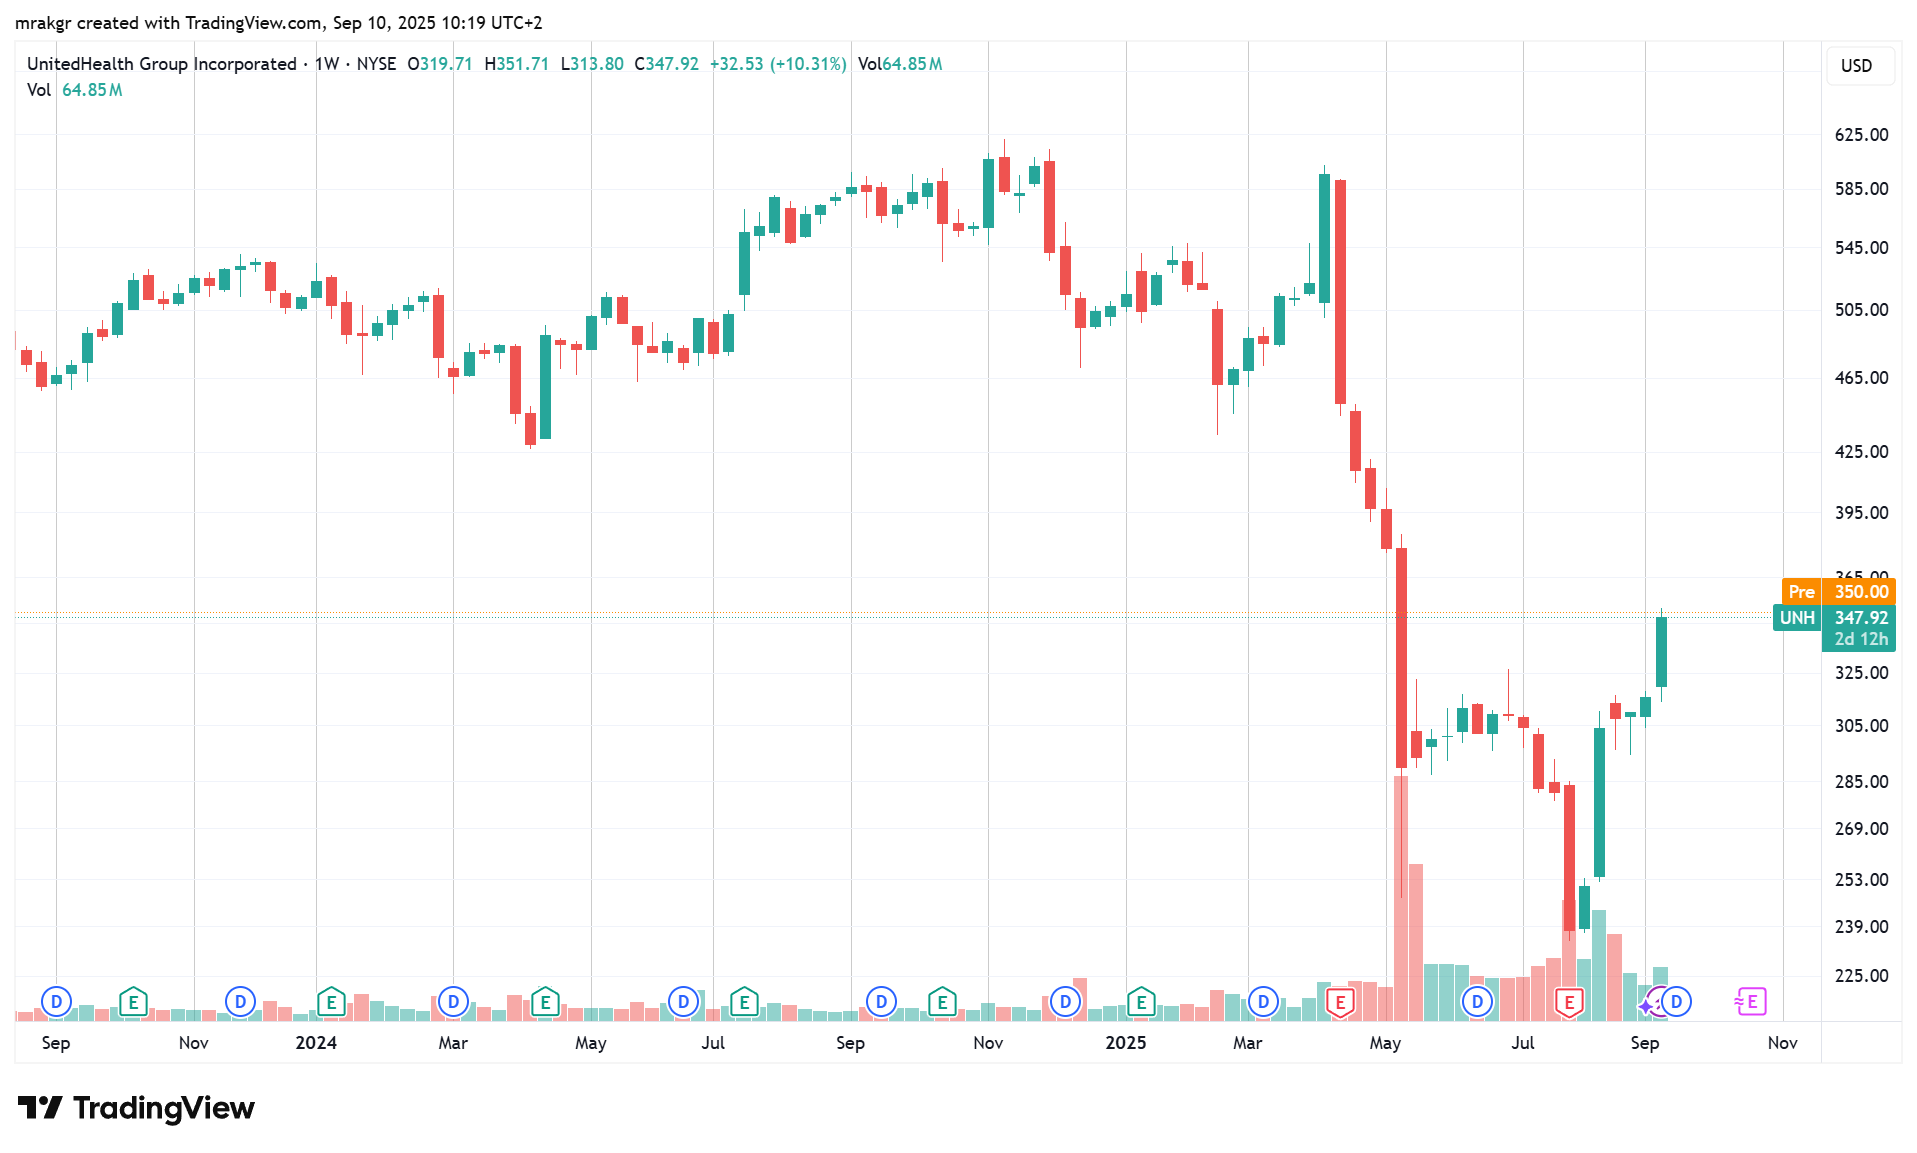 mrakgr created with TradingView.com, Sep 10, 2025 10:19 UTC+2
UnitedHealth Group Incorporated · 1W · NYSE O319.71 H351.71 L313.80 C347.92 +32.53 (+10.31%) Vol64.85M
Vol 64.85M
USD
625.00
585.00
545.00
505.00
465.00
425.00
395.00
365.00
Pre 350.00
UNH 347.92
2d 12h
325.00
305.00
285.00
269.00
253.00
239.00
225.00
D E D E D E D E D E D E D E D E D ≈E
Sep Nov 2024 Mar May Jul Sep Nov 2025 Mar May Jul Sep Nov
TradingView